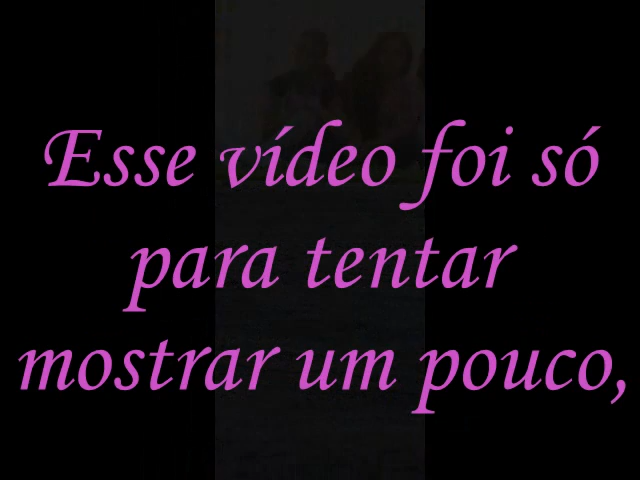 Esse vídeo foi só
para tentar
mostrar um pouco,